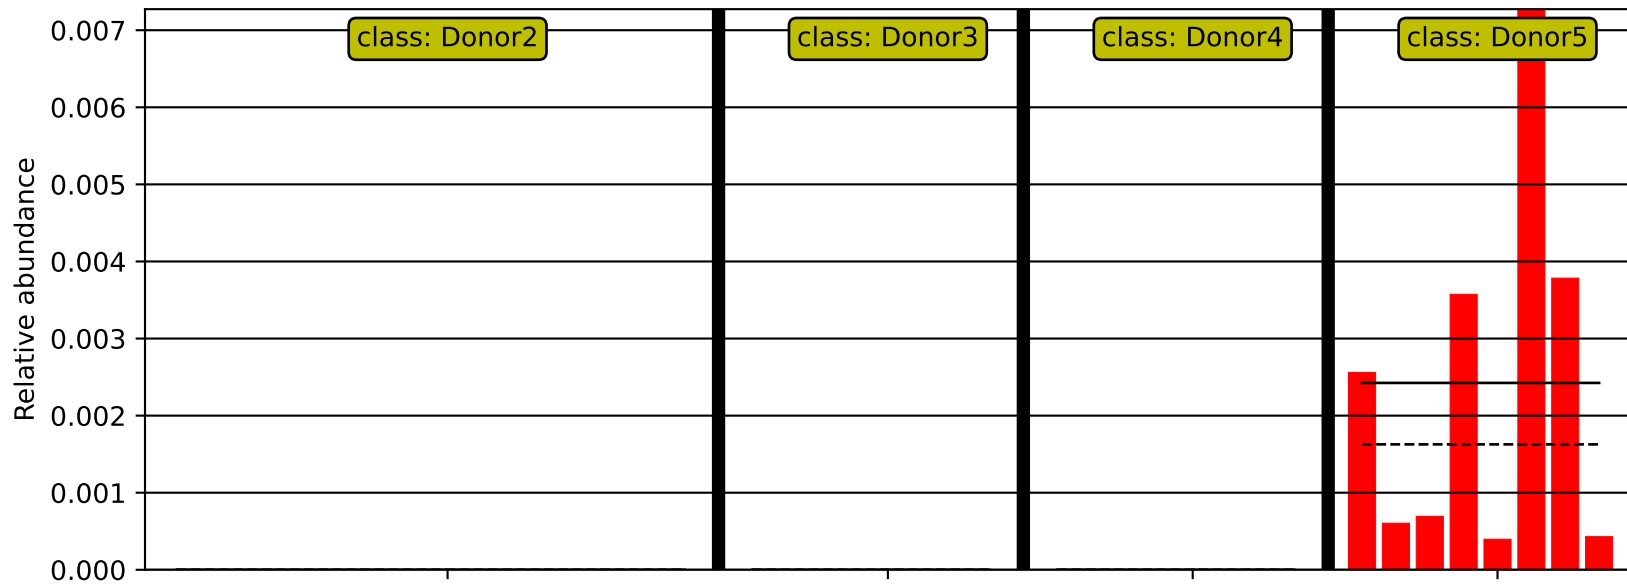 0.007
0.006
0.005
0.004
0.003
0.002
0.001
0.000
Relative abundance
class: Donor2
class: Donor3
class: Donor4
class: Donor5